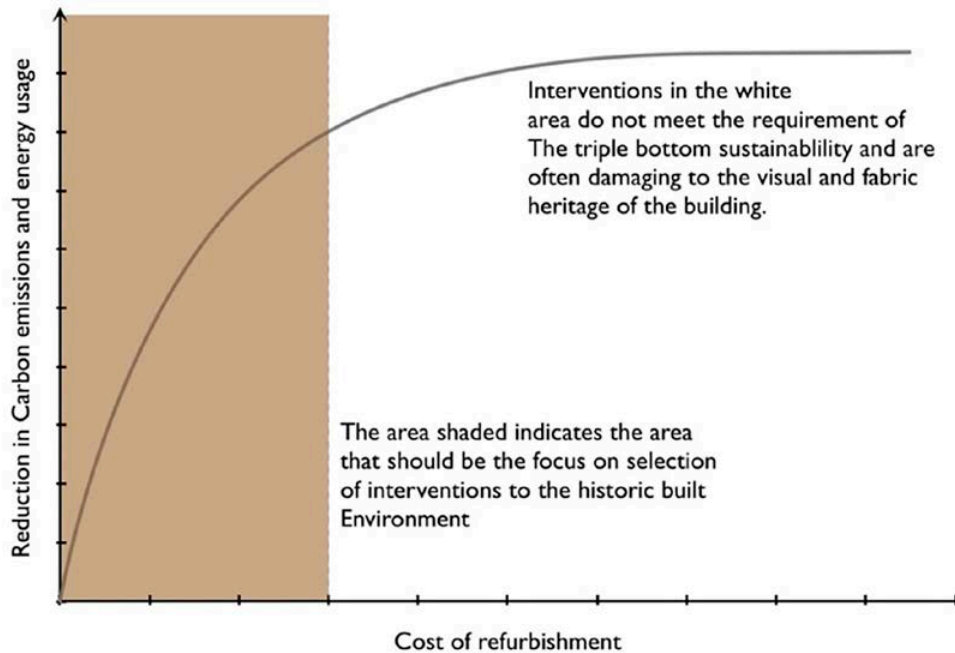 Reduction in Carbon emissions and energy usage
Interventions in the white
area do not meet the requirement of
The triple bottom sustainablility and are
often damaging to the visual and fabric
heritage of the building.
The area shaded indicates the area
that should be the focus on selection
of interventions to the historic built
Environment
Cost of refurbishment